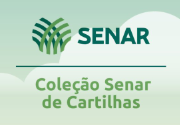 SENAR
Coleção Senar
de Cartilhas